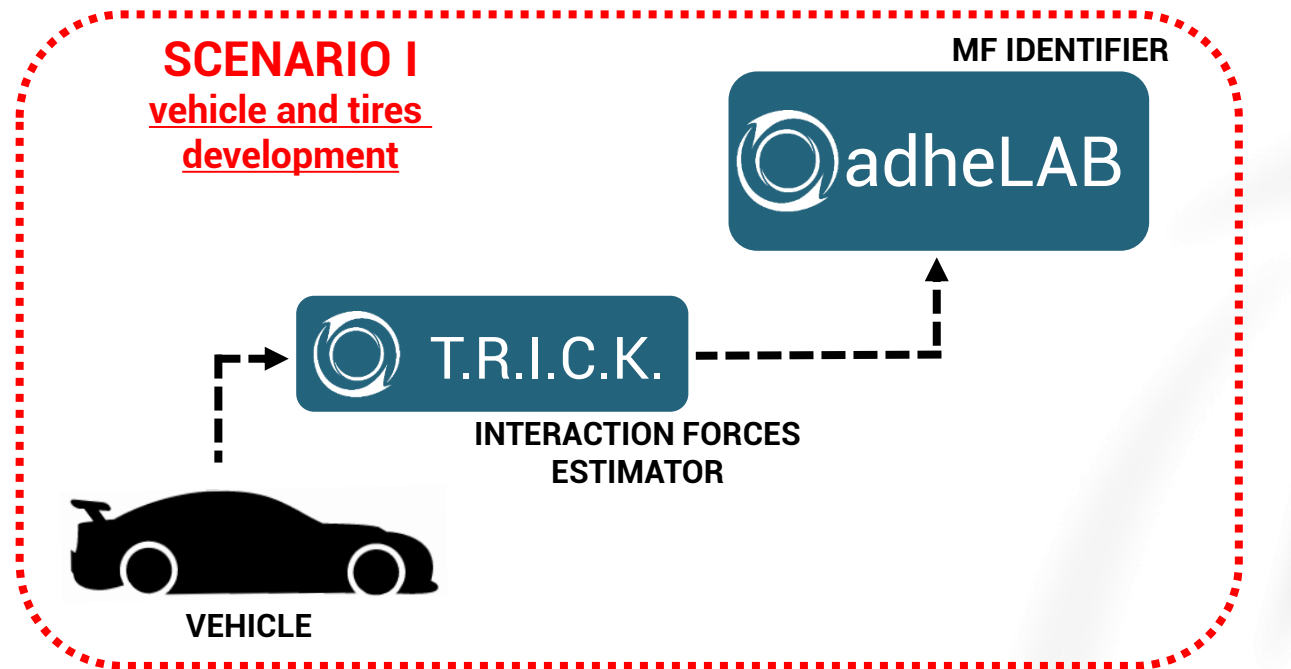 SCENARIO I
vehicle and tires
development
MF IDENTIFIER
adheLAB
T.R.I.C.K.
INTERACTION FORCES
ESTIMATOR
VEHICLE